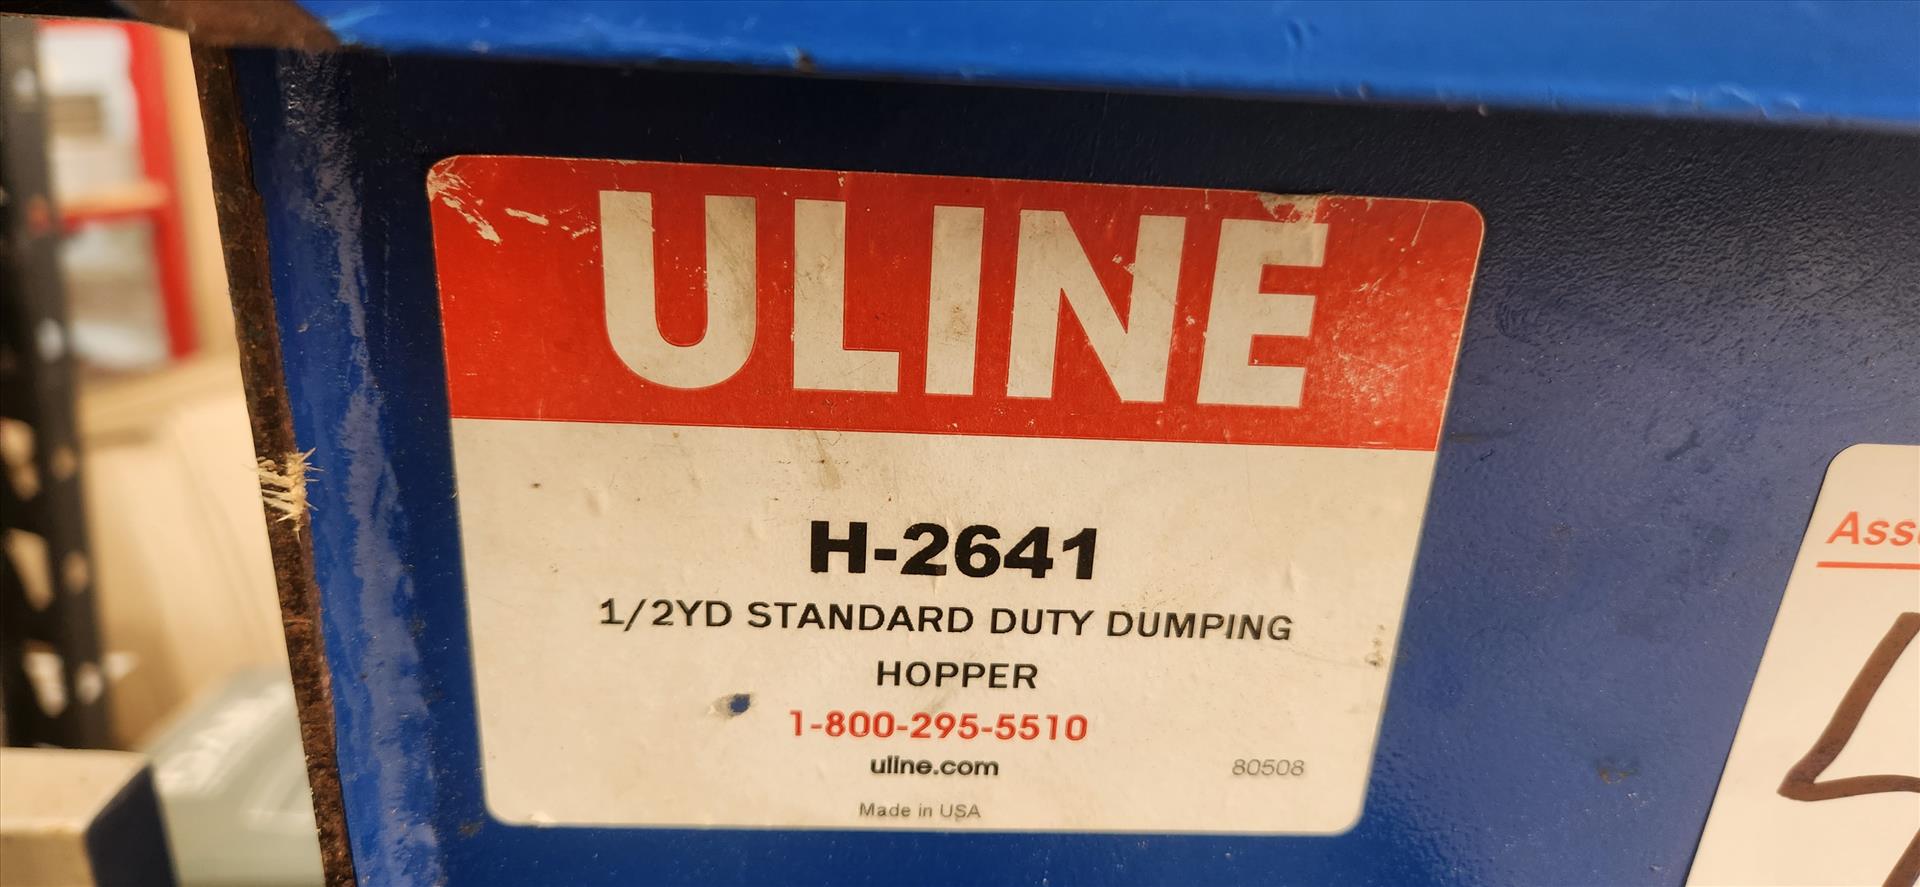 ULINE
H-2641
1/2YD STANDARD DUTY DUMPING
HOPPER
1-800-295-5510
uline.com
80508
Made in USA